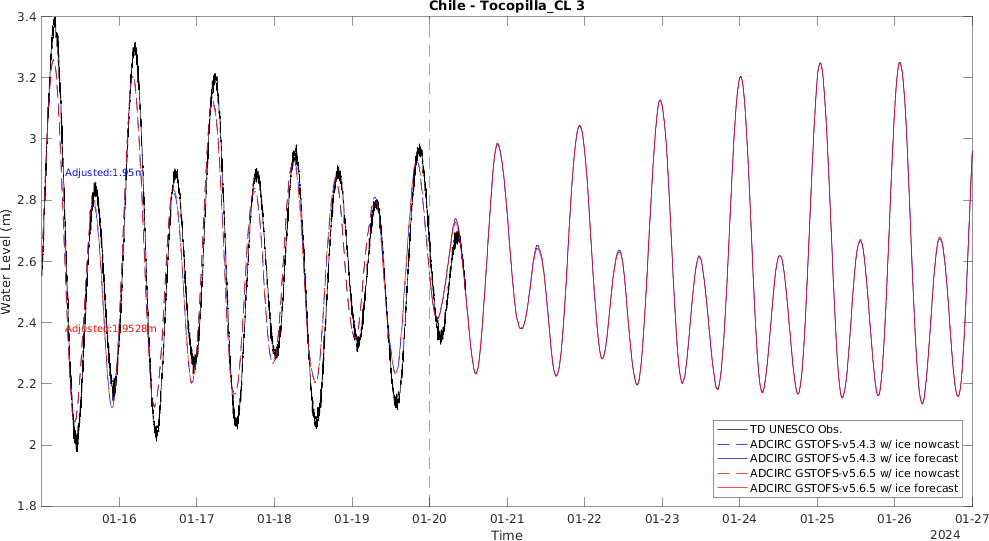 Chile - Tocopilla_CL 3
3.4
3.2
3
2.8
2.6
2.4
2.2
2
1.8
Water Level (m)
Adjusted:1.95m
Adjusted:1.9528m
TD UNESCO Obs.
ADCIRC GSTOFS-v5.4.3 w/ ice nowcast
ADCIRC GSTOFS-v5.4.3 w/ ice forecast
ADCIRC GSTOFS-v5.6.5 w/ ice nowcast
ADCIRC GSTOFS-v5.6.5 w/ ice forecast
01-16 01-17 01-18 01-19 01-20 01-21 01-22 01-23 01-24 01-25 01-26 01-27
Time
2024